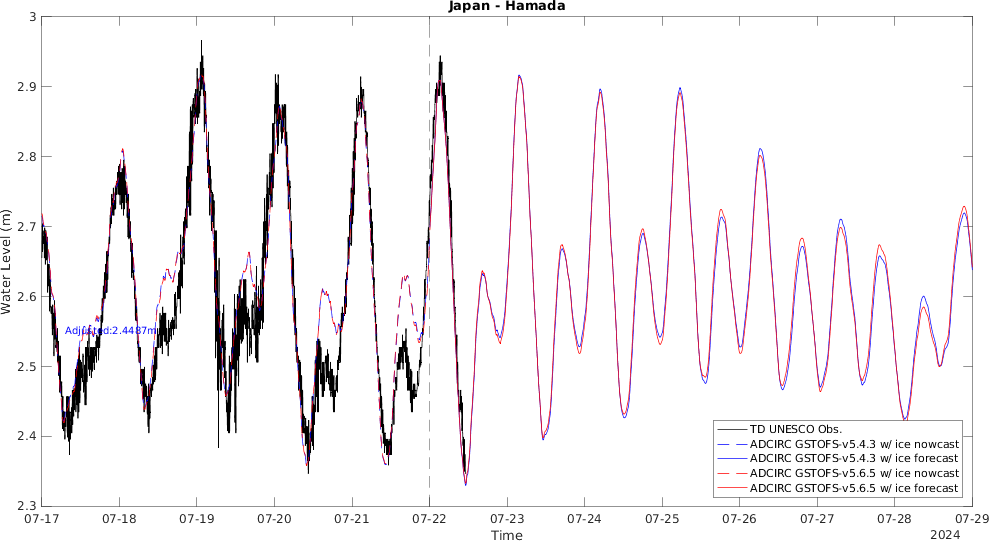 Japan - Hamada
3
2.9
2.8
2.7
2.6
2.5
2.4
2.3
Water Level (m)
Adjusted:2.4487m
TD UNESCO Obs.
ADCIRC GSTOFS-v5.4.3 w/ ice nowcast
ADCIRC GSTOFS-v5.4.3 w/ ice forecast
ADCIRC GSTOFS-v5.6.5 w/ ice nowcast
ADCIRC GSTOFS-v5.6.5 w/ ice forecast
07-17 07-18 07-19 07-20 07-21 07-22 07-23 07-24 07-25 07-26 07-27 07-28 07-29
Time
2024